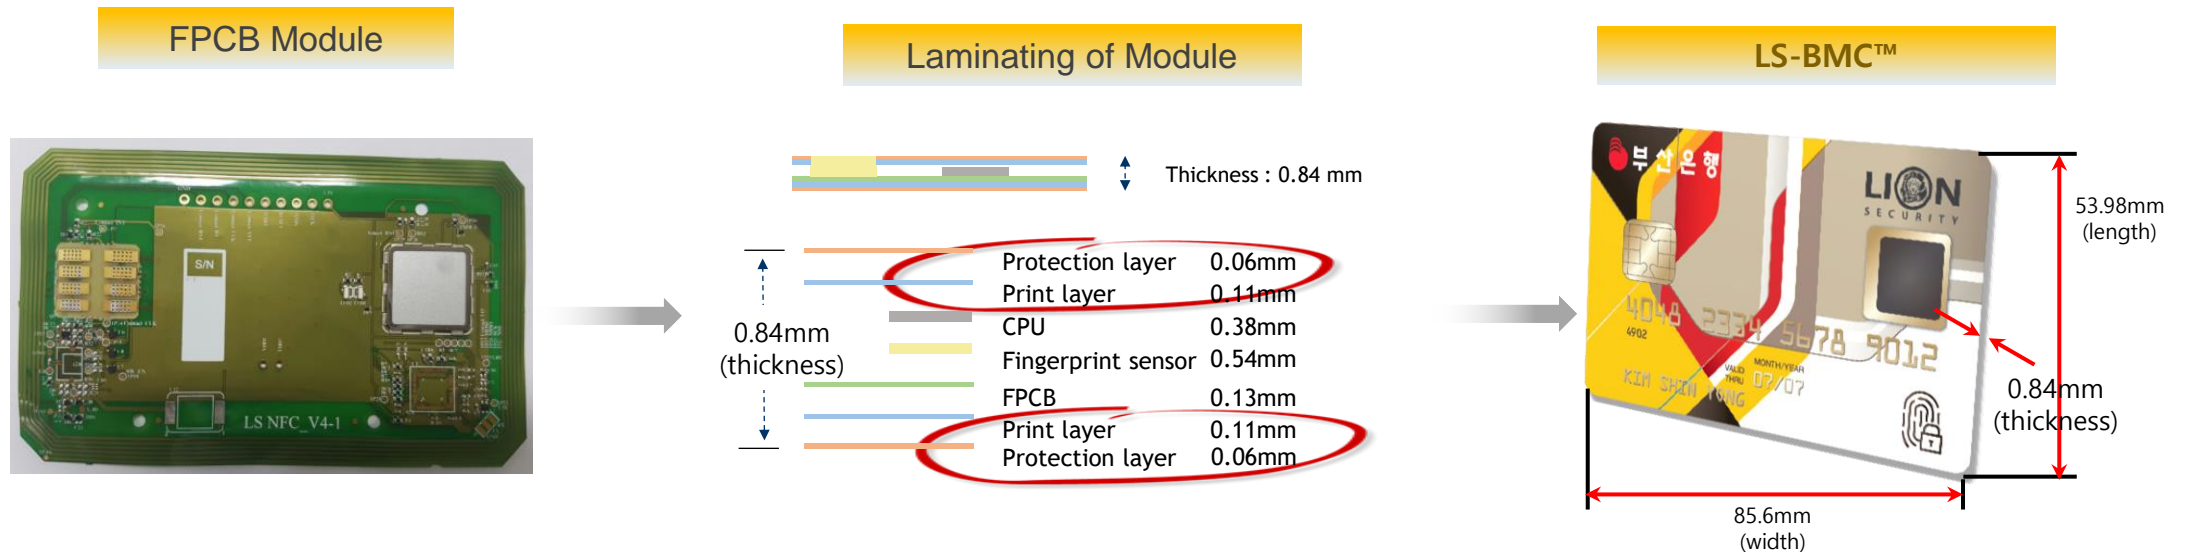 FPCB Module
S/N
LS NFC_V4-1
Laminating of Module
Thickness : 0.84 mm
0.84mm
(thickness)
Protection layer 0.06mm
Print layer 0.11mm
CPU 0.38mm
Fingerprint sensor 0.54mm
FPCB 0.13mm
Print layer 0.11mm
Protection layer 0.06mm
LS-BMC™
부산은행
LION
SECURITY
4048 2334 5678 9012
4902
MONTH/YEAR
VALID
THRU 07/07
KIM SHIN YONG
53.98mm
(length)
0.84mm
(thickness)
85.6mm
(width)